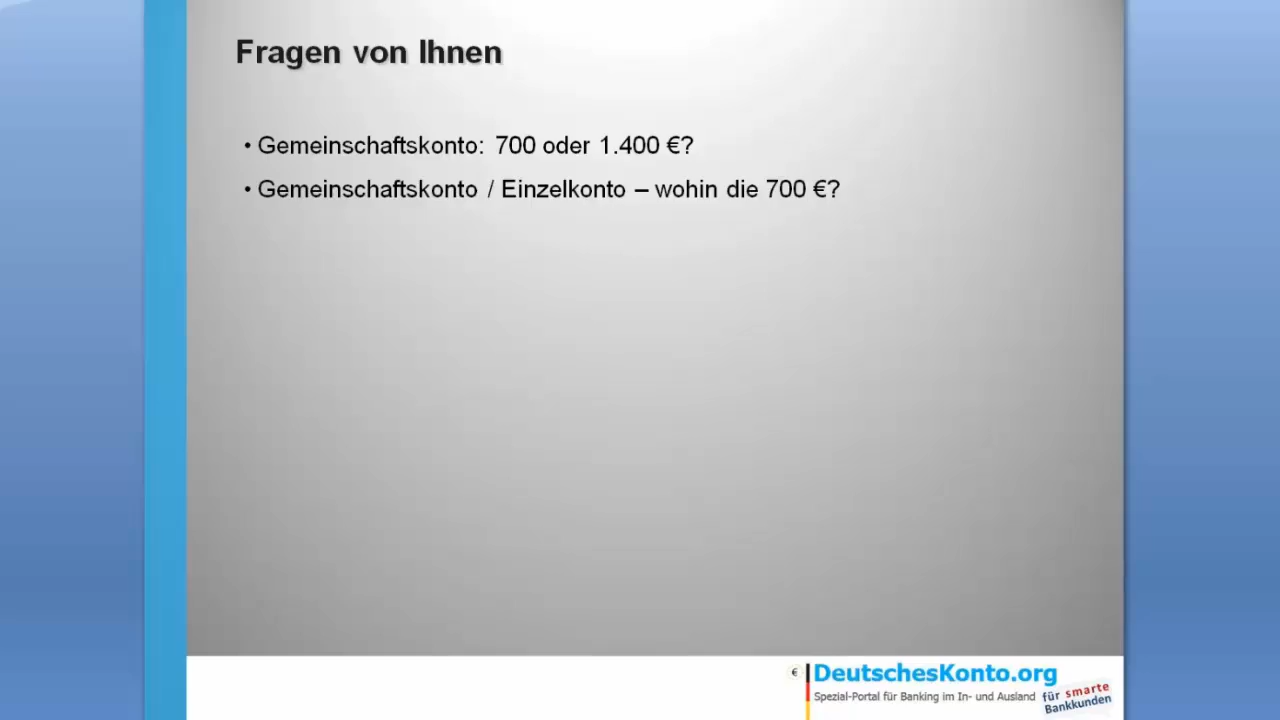 Fragen von Ihnen
• Gemeinschaftskonto: 700 oder 1.400 €?
• Gemeinschaftskonto / Einzelkonto – wohin die 700 €?
€ DeutschesKonto.org
Spezial-Portal für Banking im In- und Ausland
für smarte
Bankkunden